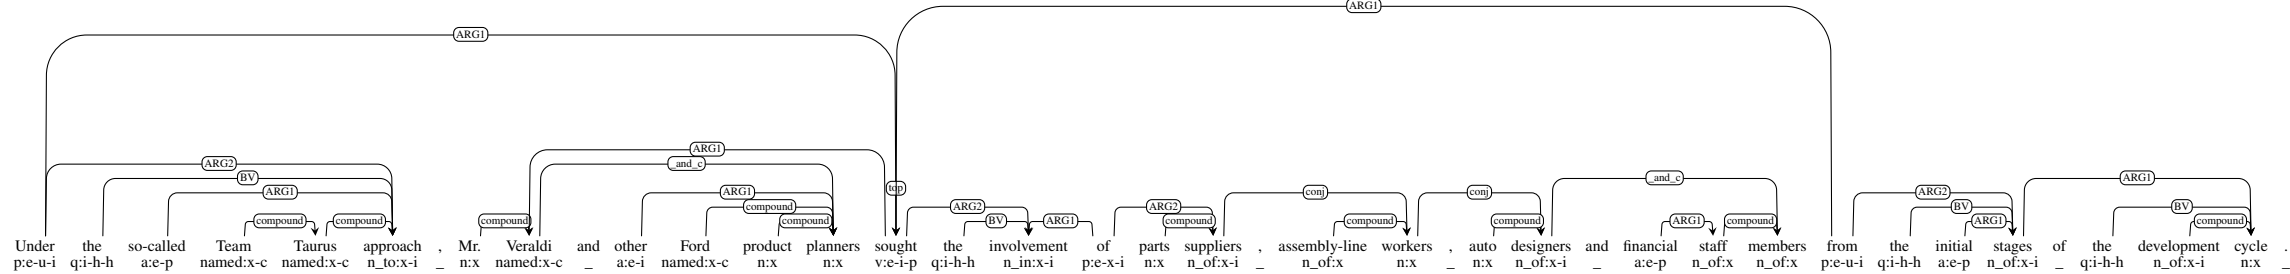 ARG1
ARG1
ARG1
ARG2 _and_c
BV _and_c ARG1
top
ARG1 ARG1 conj conj ARG2
compound ARG2 ARG2 BV BV
compound compound compound compound BV ARG1 compound compound compound ARG1 compound ARG1 compound
Under the so-called Team Taurus approach , Mr. Veraldi and other Ford product planners sought the involvement of parts suppliers , assembly-line workers , auto designers and financial staff members from the initial stages of the development cycle .
p:e-u-i q:i-h-h a:e-p named:x-c named:x-c n_to:x-i _ n:x named:x-c _ a:e-i named:x-c n:x n:x v:e-i-p q:i-h-h n_in:x-i p:e-x-i n:x n_of:x-i _ n_of:x n:x _ n:x n_of:x-i _ a:e-p n_of:x n_of:x p:e-u-i q:i-h-h a:e-p n_of:x-i _ q:i-h-h n_of:x-i n:x _